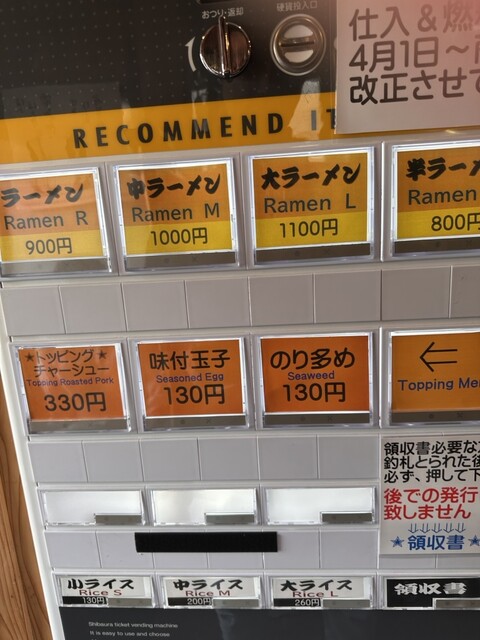 おつり・返却
硬貨投入口
仕入＆燃
4月1日～
改正させて
RECOMMEND IT
ラーメン
Ramen R
900円
中ラーメン
Ramen M
1000円
大ラーメン
Ramen L
1100円
半ラーメ
Ramen
800円
★トッピング★
チャーシュー
Topping Roasted Pork
330円
味付玉子
Seasoned Egg
130円
のり多め
Seaweed
130円
←
Topping Me
領収書必要な
釣札とられた後
必ず、押して下
後での発行
致しません
↓↓↓↓↓
★領収書★
小ライス
Rice S
130円
中ライス
Rice M
200円
大ライス
Rice L
260円
領収書
Shibaura ticket vending machine
It is easy to use and choose